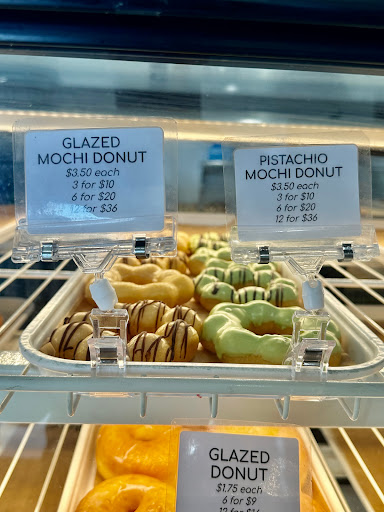 GLAZED
MOCHI DONUT
$3.50 each
3 for $10
6 for $20
12 for $36
PISTACHIO
MOCHI DONUT
$3.50 each
3 for $10
6 for $20
12 for $36
GLAZED
DONUT
$1.75 each
6 for $9